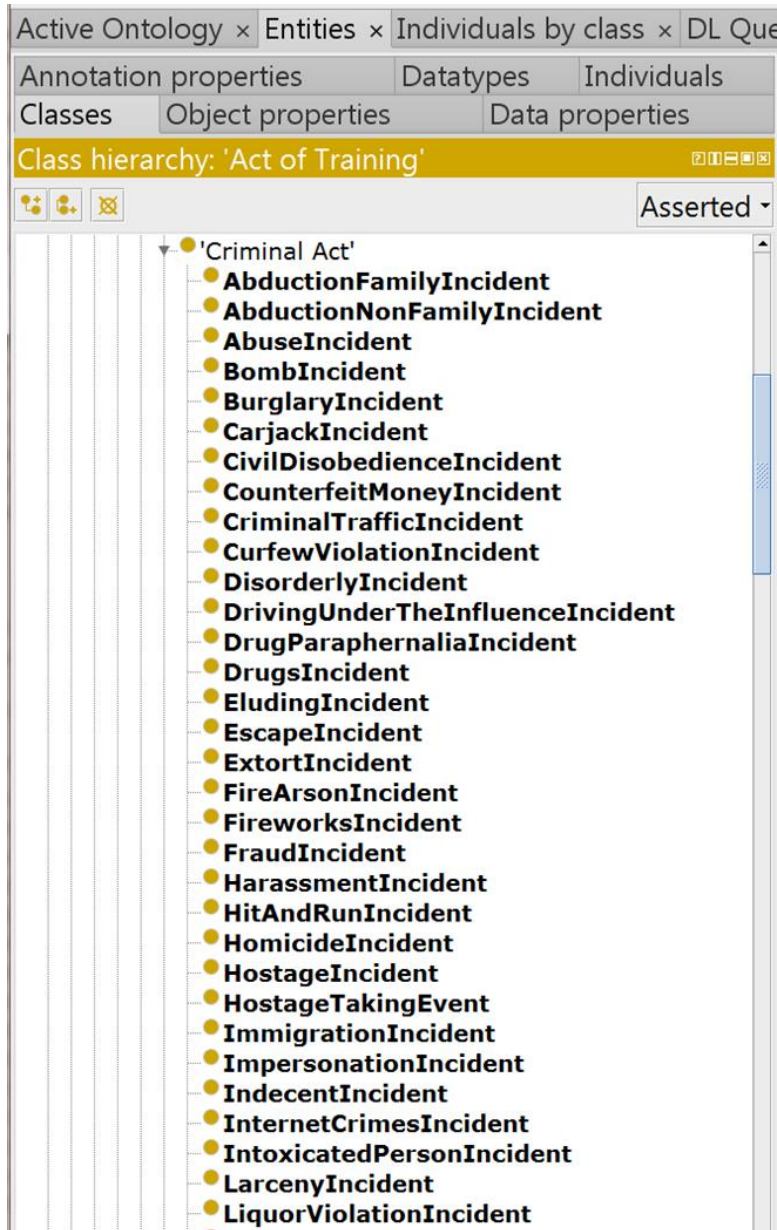 Active Ontology × Entities × Individuals by class × DL Que
Annotation properties Datatypes Individuals
Classes Object properties Data properties
Class hierarchy: 'Act of Training'
Asserted
'Criminal Act'
AbductionFamilyIncident
AbductionNonFamilyIncident
AbuseIncident
BombIncident
BurglaryIncident
CarjackIncident
CivilDisobedienceIncident
CounterfeitMoneyIncident
CriminalTrafficIncident
CurfewViolationIncident
DisorderlyIncident
DrivingUnderTheInfluenceIncident
DrugParaphernaliaIncident
DrugsIncident
EludingIncident
EscapeIncident
ExtortIncident
FireArsonIncident
FireworksIncident
FraudIncident
HarassmentIncident
HitAndRunIncident
HomicideIncident
HostageIncident
HostageTakingEvent
ImmigrationIncident
ImpersonationIncident
IndecentIncident
InternetCrimesIncident
IntoxicatedPersonIncident
LarcenyIncident
LiquorViolationIncident